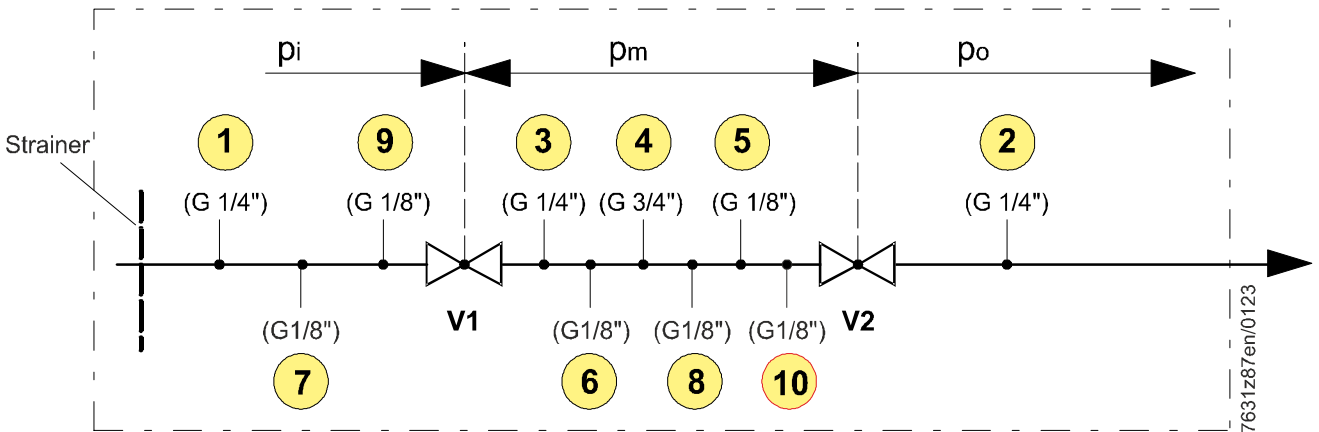 pi
pm
po
Strainer
1
9
3
4
5
2
(G 1/4")
(G 1/8")
(G 1/4")
(G 3/4")
(G 1/8")
(G 1/4")
V1
V2
(G1/8")
(G1/8")
(G1/8")
(G1/8")
7
6
8
10
7631z87en/0123